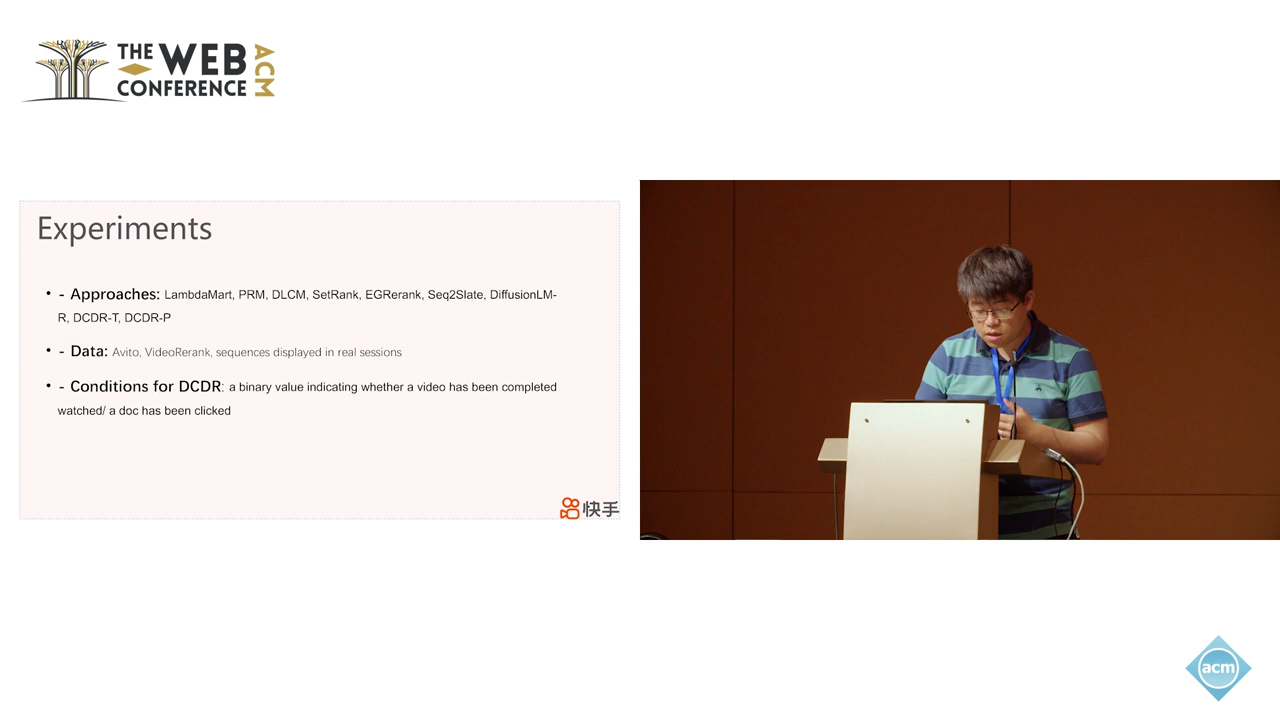 THE WEB
CONFERENCE
ACM
Experiments
• - Approaches: LambdaMart, PRM, DLCM, SetRank, EGRerank, Seq2Slate, DiffusionLM-
R, DCDR-T, DCDR-P
• - Data: Avito, VideoRerank, sequences displayed in real sessions
• - Conditions for DCDR: a binary value indicating whether a video has been completed
watched/ a doc has been clicked
快手
acm